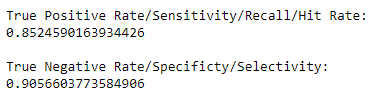 True Positive Rate/Sensitivity/Recall/Hit Rate:
0.8524590163934426
True Negative Rate/Specificty/Selectivity:
0.9056603773584906